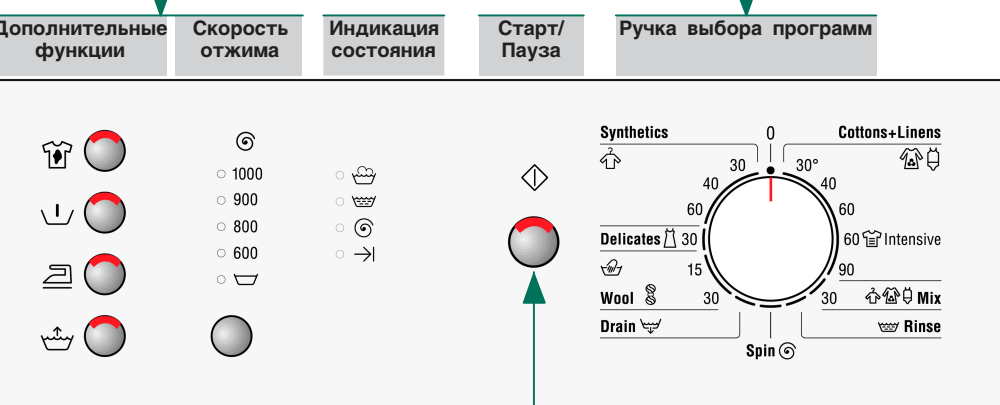 Дополнительные
функции
Скорость
отжима
Индикация
состояния
Старт/
Пауза
Ручка выбора программ
1000
900
800
600
Synthetics
0
Cottons+Linens
30
30°
40
40
60
60
Delicates
30
60
Intensive
15
90
Wool
30
30
Mix
Drain
Rinse
Spin